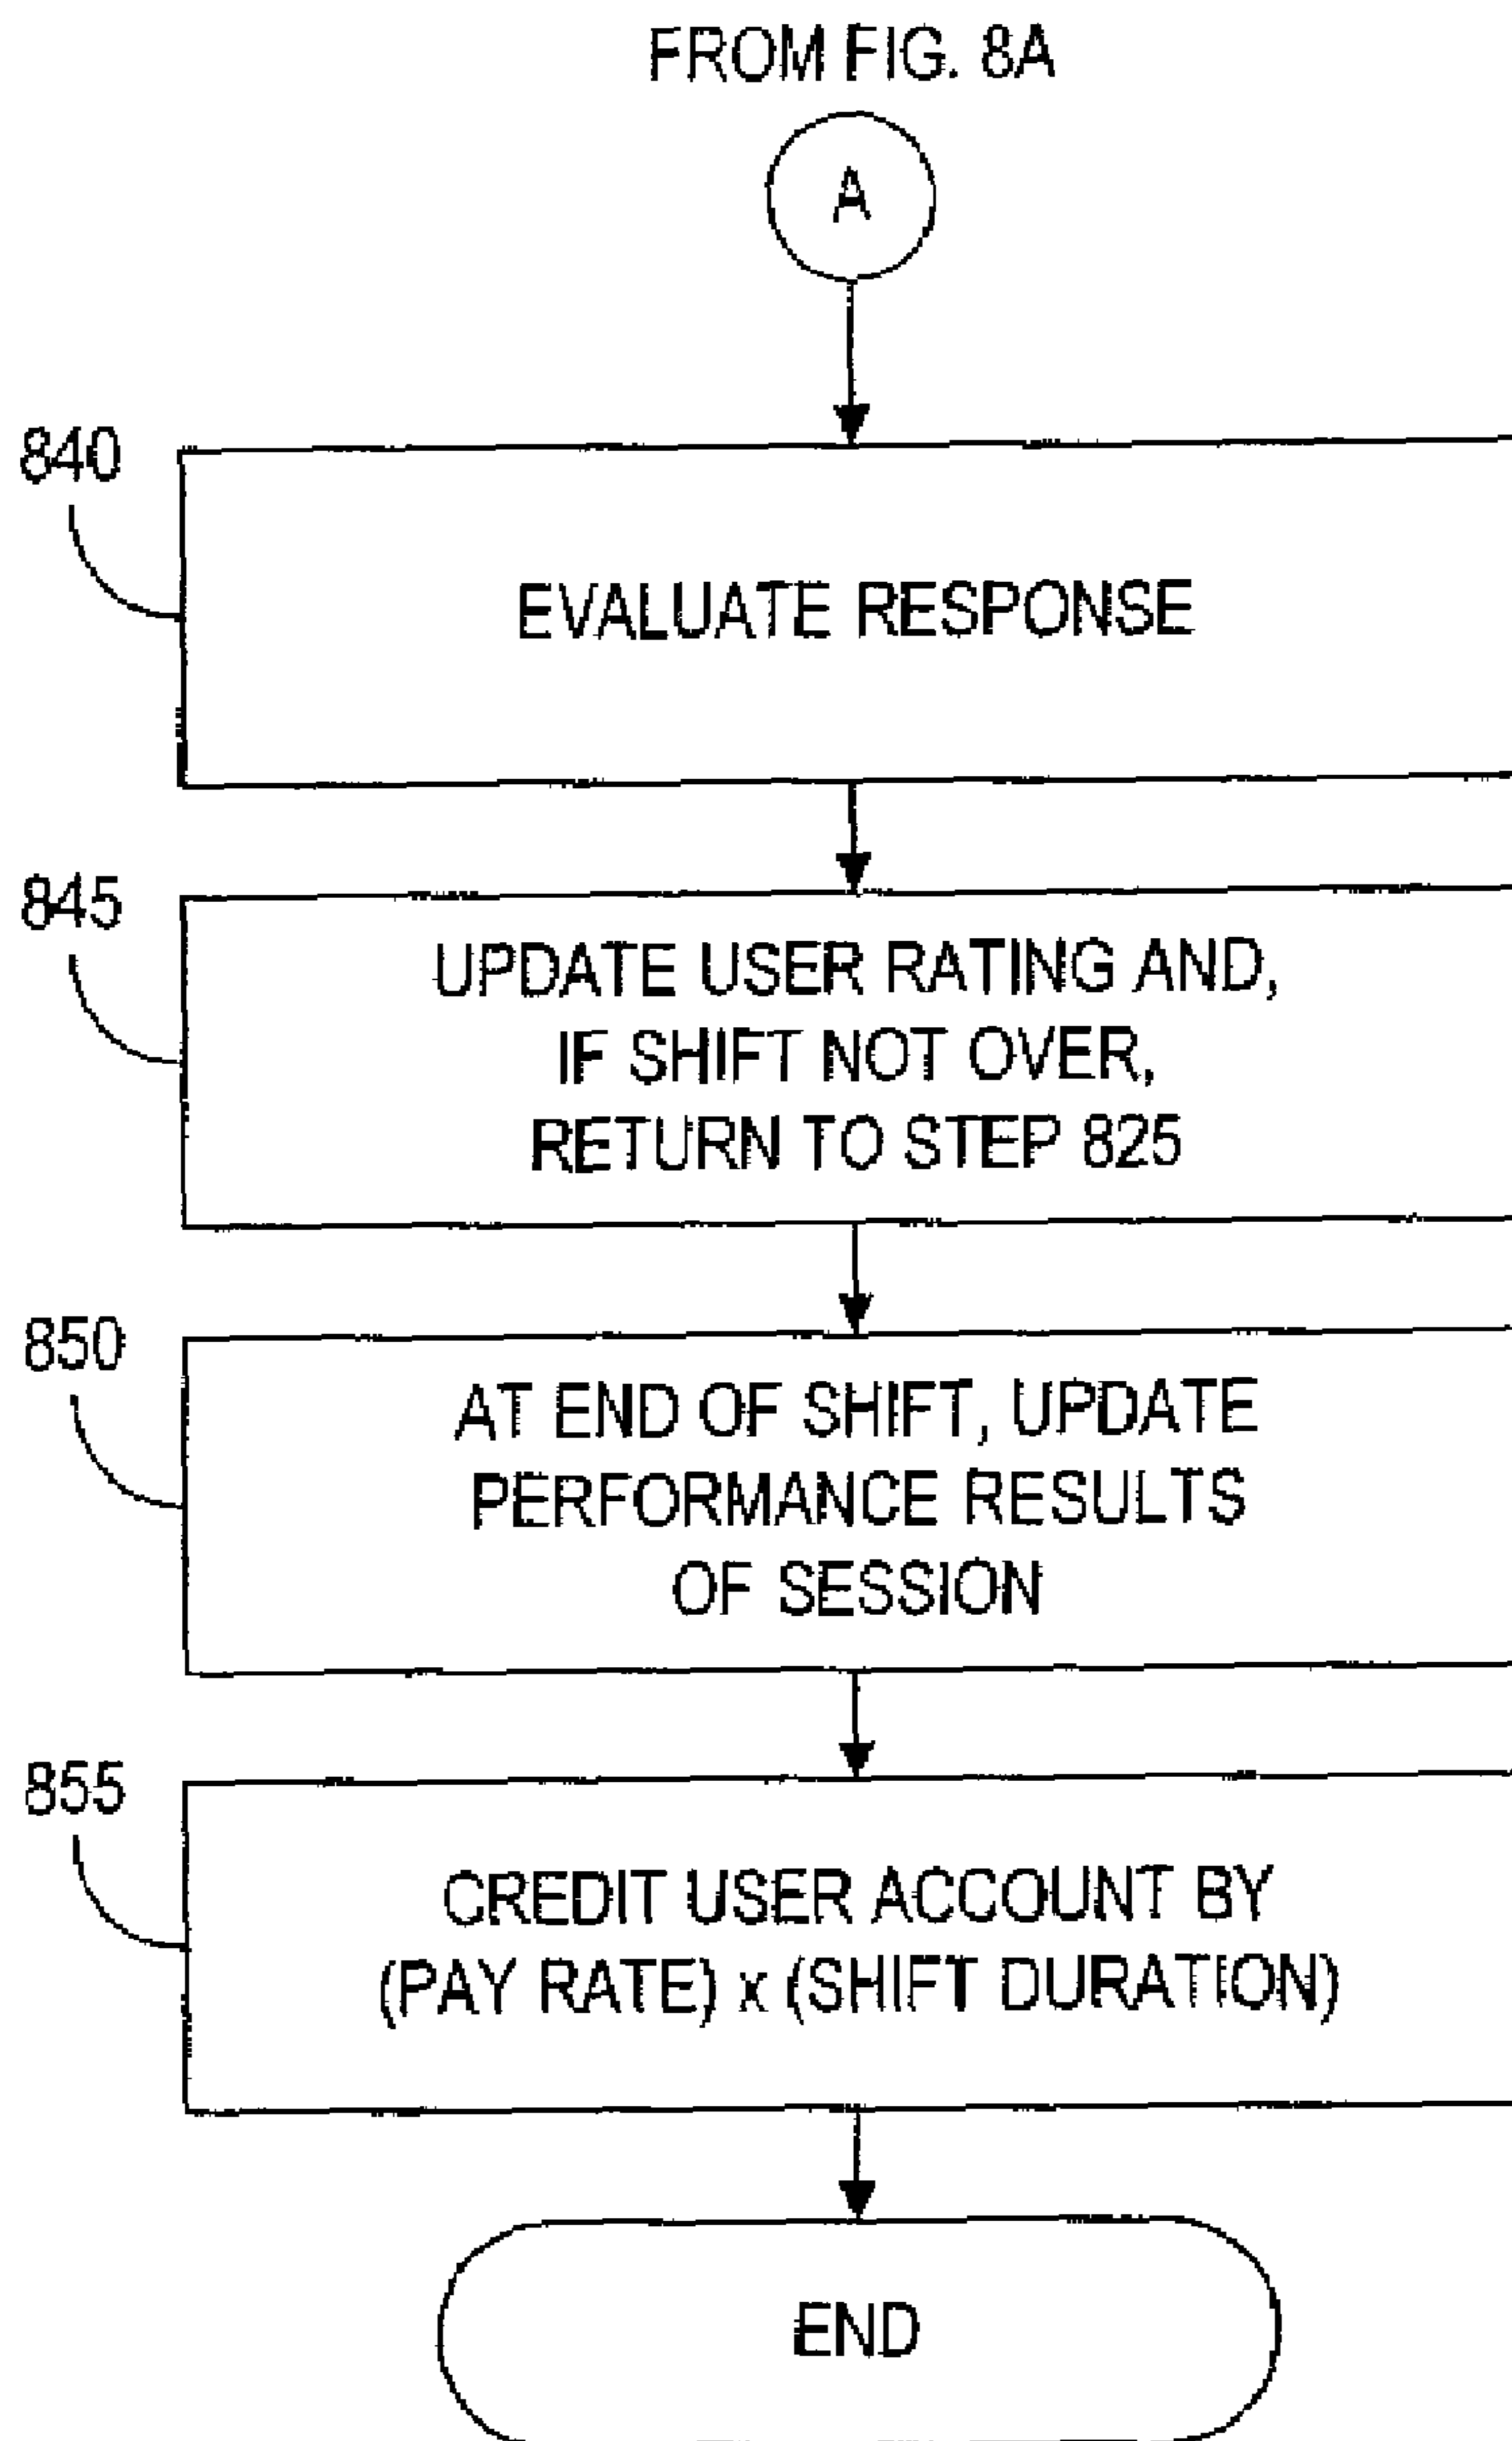 FROM FIG. 8A
A
840
EVALUATE RESPONSE
845
UPDATE USER RATING AND,
IF SHIFT NOT OVER,
RETURN TO STEP 825
850
AT END OF SHIFT, UPDATE
PERFORMANCE RESULTS
OF SESSION
855
CREDIT USER ACCOUNT BY
(PAY RATE) x (SHIFT DURATION)
END